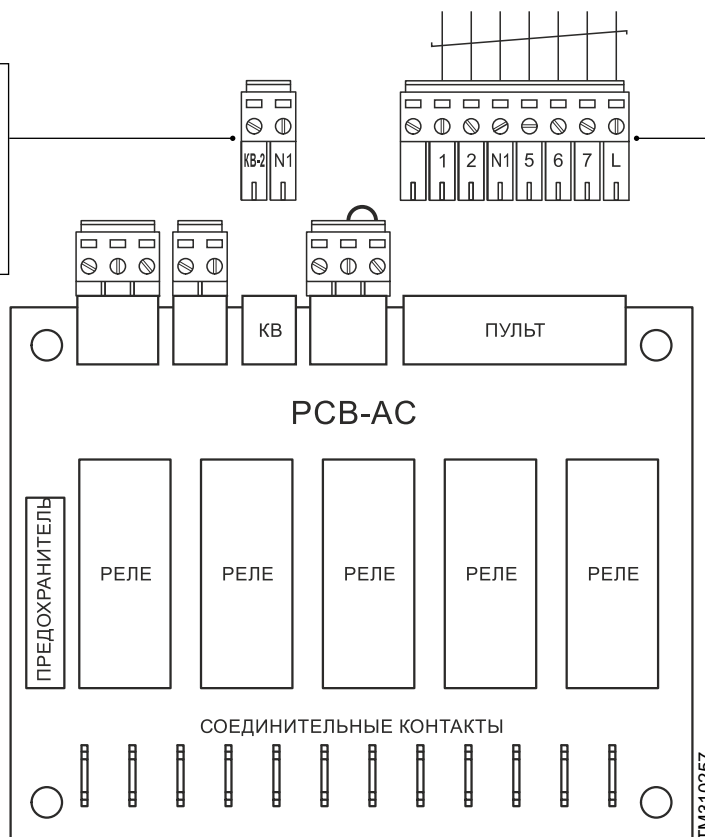 КВ-2 N1
1 2 N1 5 6 7 L
КВ
ПУЛЬТ
PCB-AC
ПРЕДОХРАНИТЕЛЬ
РЕЛЕ РЕЛЕ РЕЛЕ РЕЛЕ РЕЛЕ
СОЕДИНИТЕЛЬНЫЕ КОНТАКТЫ
TM310257